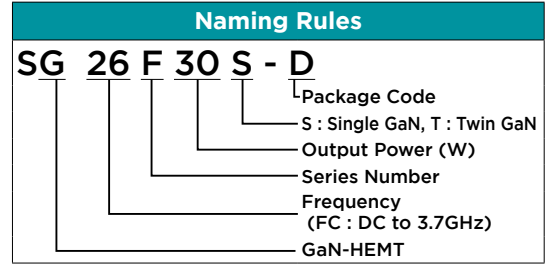 Naming Rules
SG 26 F 30 S - D
Package Code
S : Single GaN, T : Twin GaN
Output Power (W)
Series Number
Frequency
(FC : DC to 3.7GHz)
GaN-HEMT